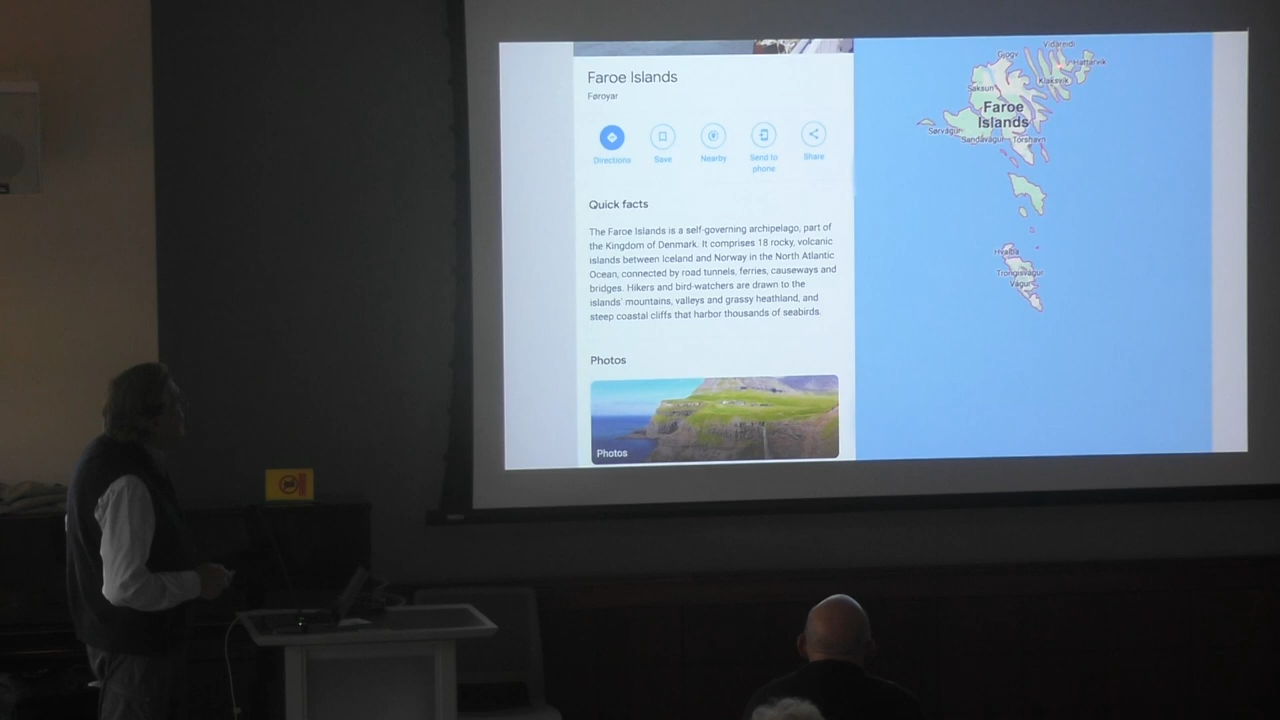 Faroe Islands
Føroyar
Directions
Save
Nearby
Send to
phone
Share
Quick facts
The Faroe Islands is a self-governing archipelago, part of
the Kingdom of Denmark. It comprises 18 rocky, volcanic
islands between Iceland and Norway in the North Atlantic
Ocean, connected by road tunnels, ferries, causeways and
bridges. Hikers and bird-watchers are drawn to the
islands' mountains, valleys and grassy heathland, and
steep coastal cliffs that harbor thousands of seabirds.
Photos
Photos
Viðareiði
Gjógv
Hattarvík
Klaksvík
Saksun
Faroe
Islands
Sørvágur
Sandavágur
Tórshavn
Hvalba
Trongisvágur
Vágur